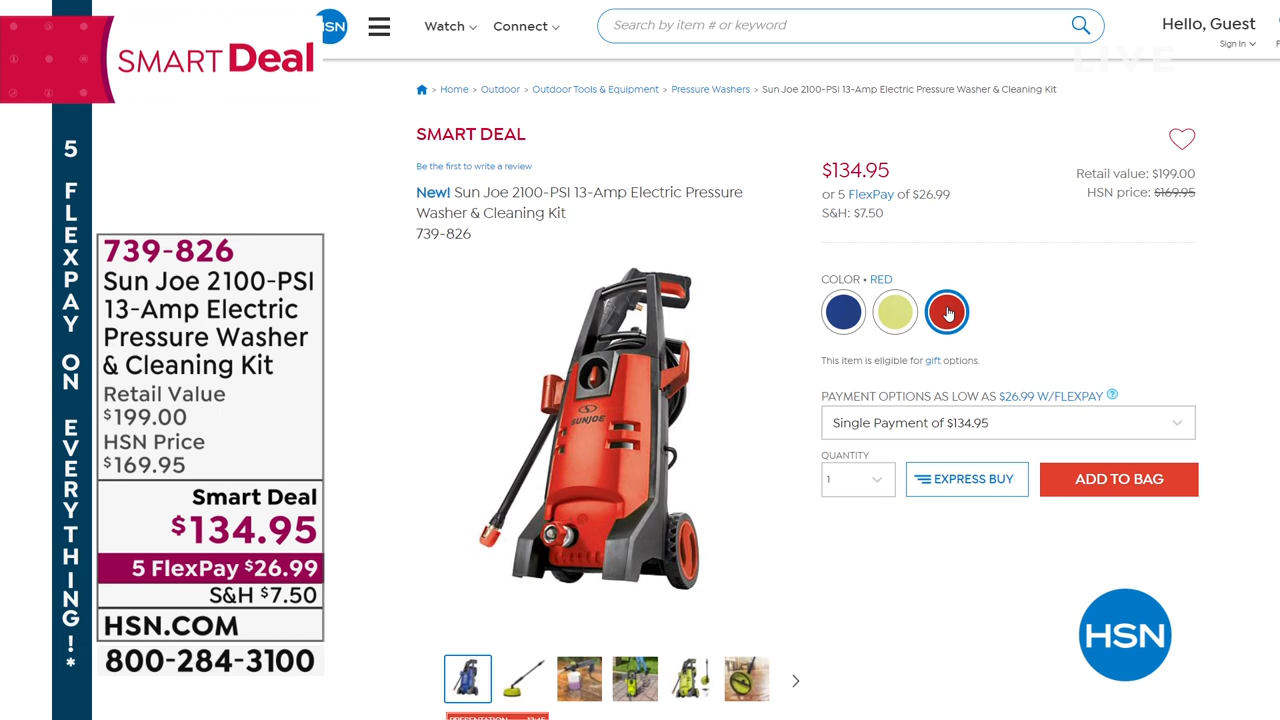 SMART Deal
5 FLEXPAY ON EVERYTHING!*
739-826
Sun Joe 2100-PSI
13-Amp Electric
Pressure Washer
& Cleaning Kit
Retail Value
$199.00
HSN Price
$169.95
Smart Deal
$134.95
5 FlexPay $26.99
S&H $7.50
HSN.COM
800-284-3100
HSN
Watch
Connect
Search by item # or keyword
Hello, Guest
Sign In
LIVE
> Home > Outdoor > Outdoor Tools & Equipment > Pressure Washers > Sun Joe 2100-PSI 13-Amp Electric Pressure Washer & Cleaning Kit
SMART DEAL
Be the first to write a review
New! Sun Joe 2100-PSI 13-Amp Electric Pressure
Washer & Cleaning Kit
739-826
SUNJOE
$134.95
or 5 FlexPay of $26.99
S&H: $7.50
Retail value: $199.00
HSN price: $169.95
COLOR • RED
This item is eligible for gift options.
PAYMENT OPTIONS AS LOW AS $26.99 W/FLEXPAY ?
Single Payment of $134.95
QUANTITY
1
EXPRESS BUY
ADD TO BAG
HSN